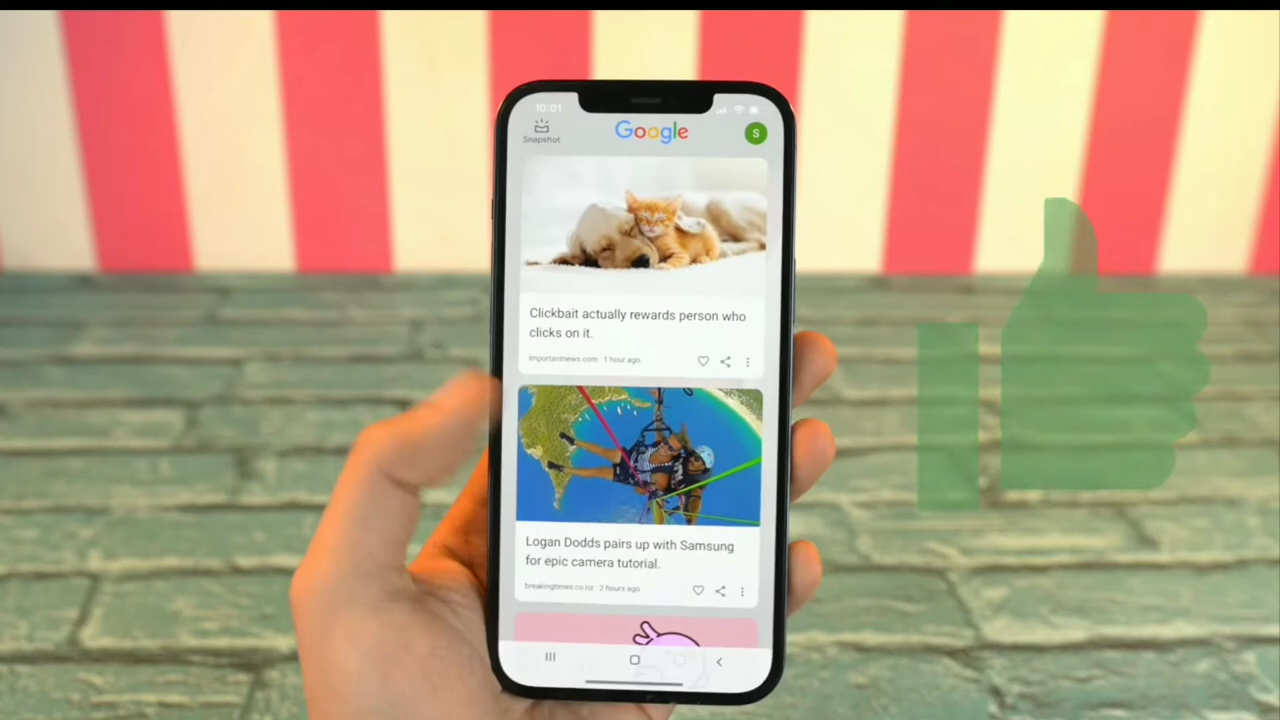 10:01
Snapshot
Google
S
Clickbait actually rewards person who
clicks on it.
importantnews.com · 1 hour ago
Logan Dodds pairs up with Samsung
for epic camera tutorial.
breakingtimes.co.nz · 2 hours ago